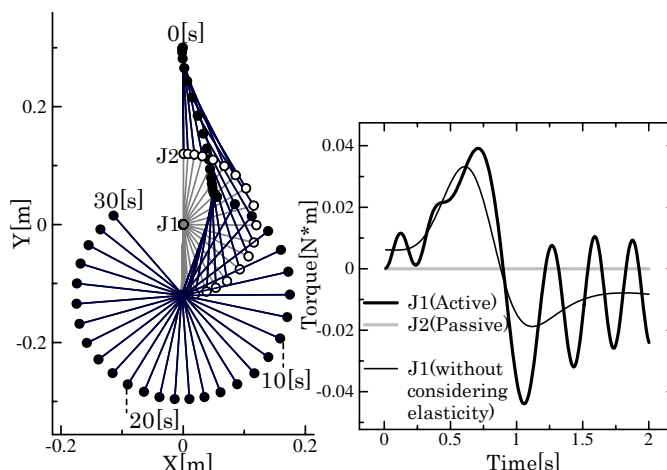 0[s]
0.2
J2
30[s]
0
J1
Y[m]
-0.2
10[s]
20[s]
-0.2
0
0.2
X[m]
0.04
0.02
0
-0.02
-0.04
Torque[N*m]
J1(Active)
J2(Passive)
J1(without
considering
elasticity)
0
0.5
1
1.5
2
Time[s]